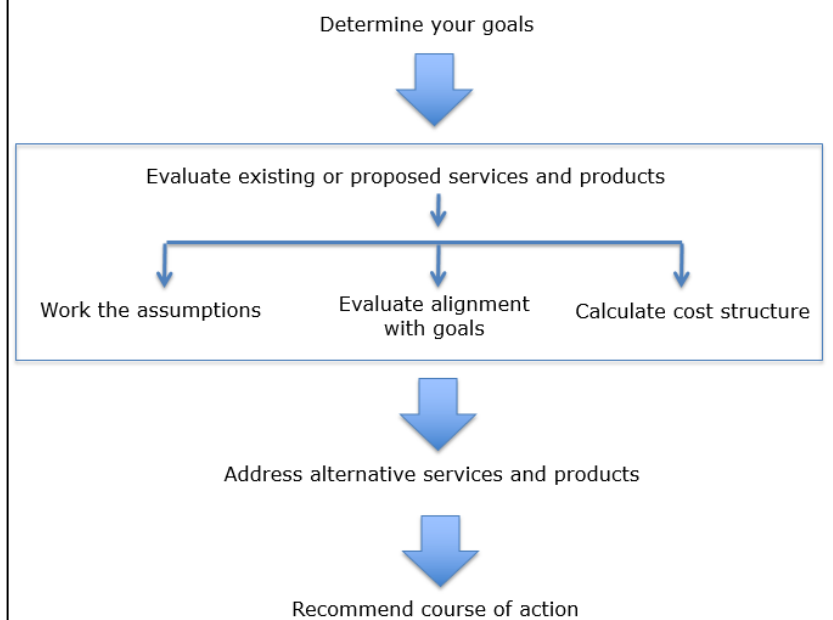 Determine your goals
Evaluate existing or proposed services and products
Work the assumptions
Evaluate alignment
with goals
Calculate cost structure
Address alternative services and products
Recommend course of action